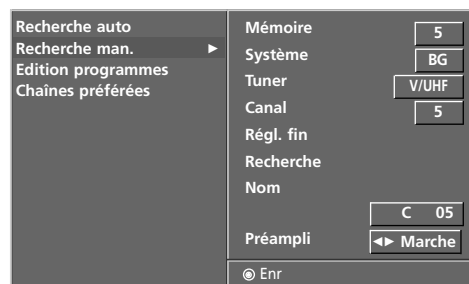 Recherche auto
Recherche man. ►
Edition programmes
Chaînes préférées
Mémoire 5
Système BG
Tuner V/UHF
Canal 5
Régl. fin
Recherche
Nom
C 05
Préampli ◄► Marche
◉ Enr